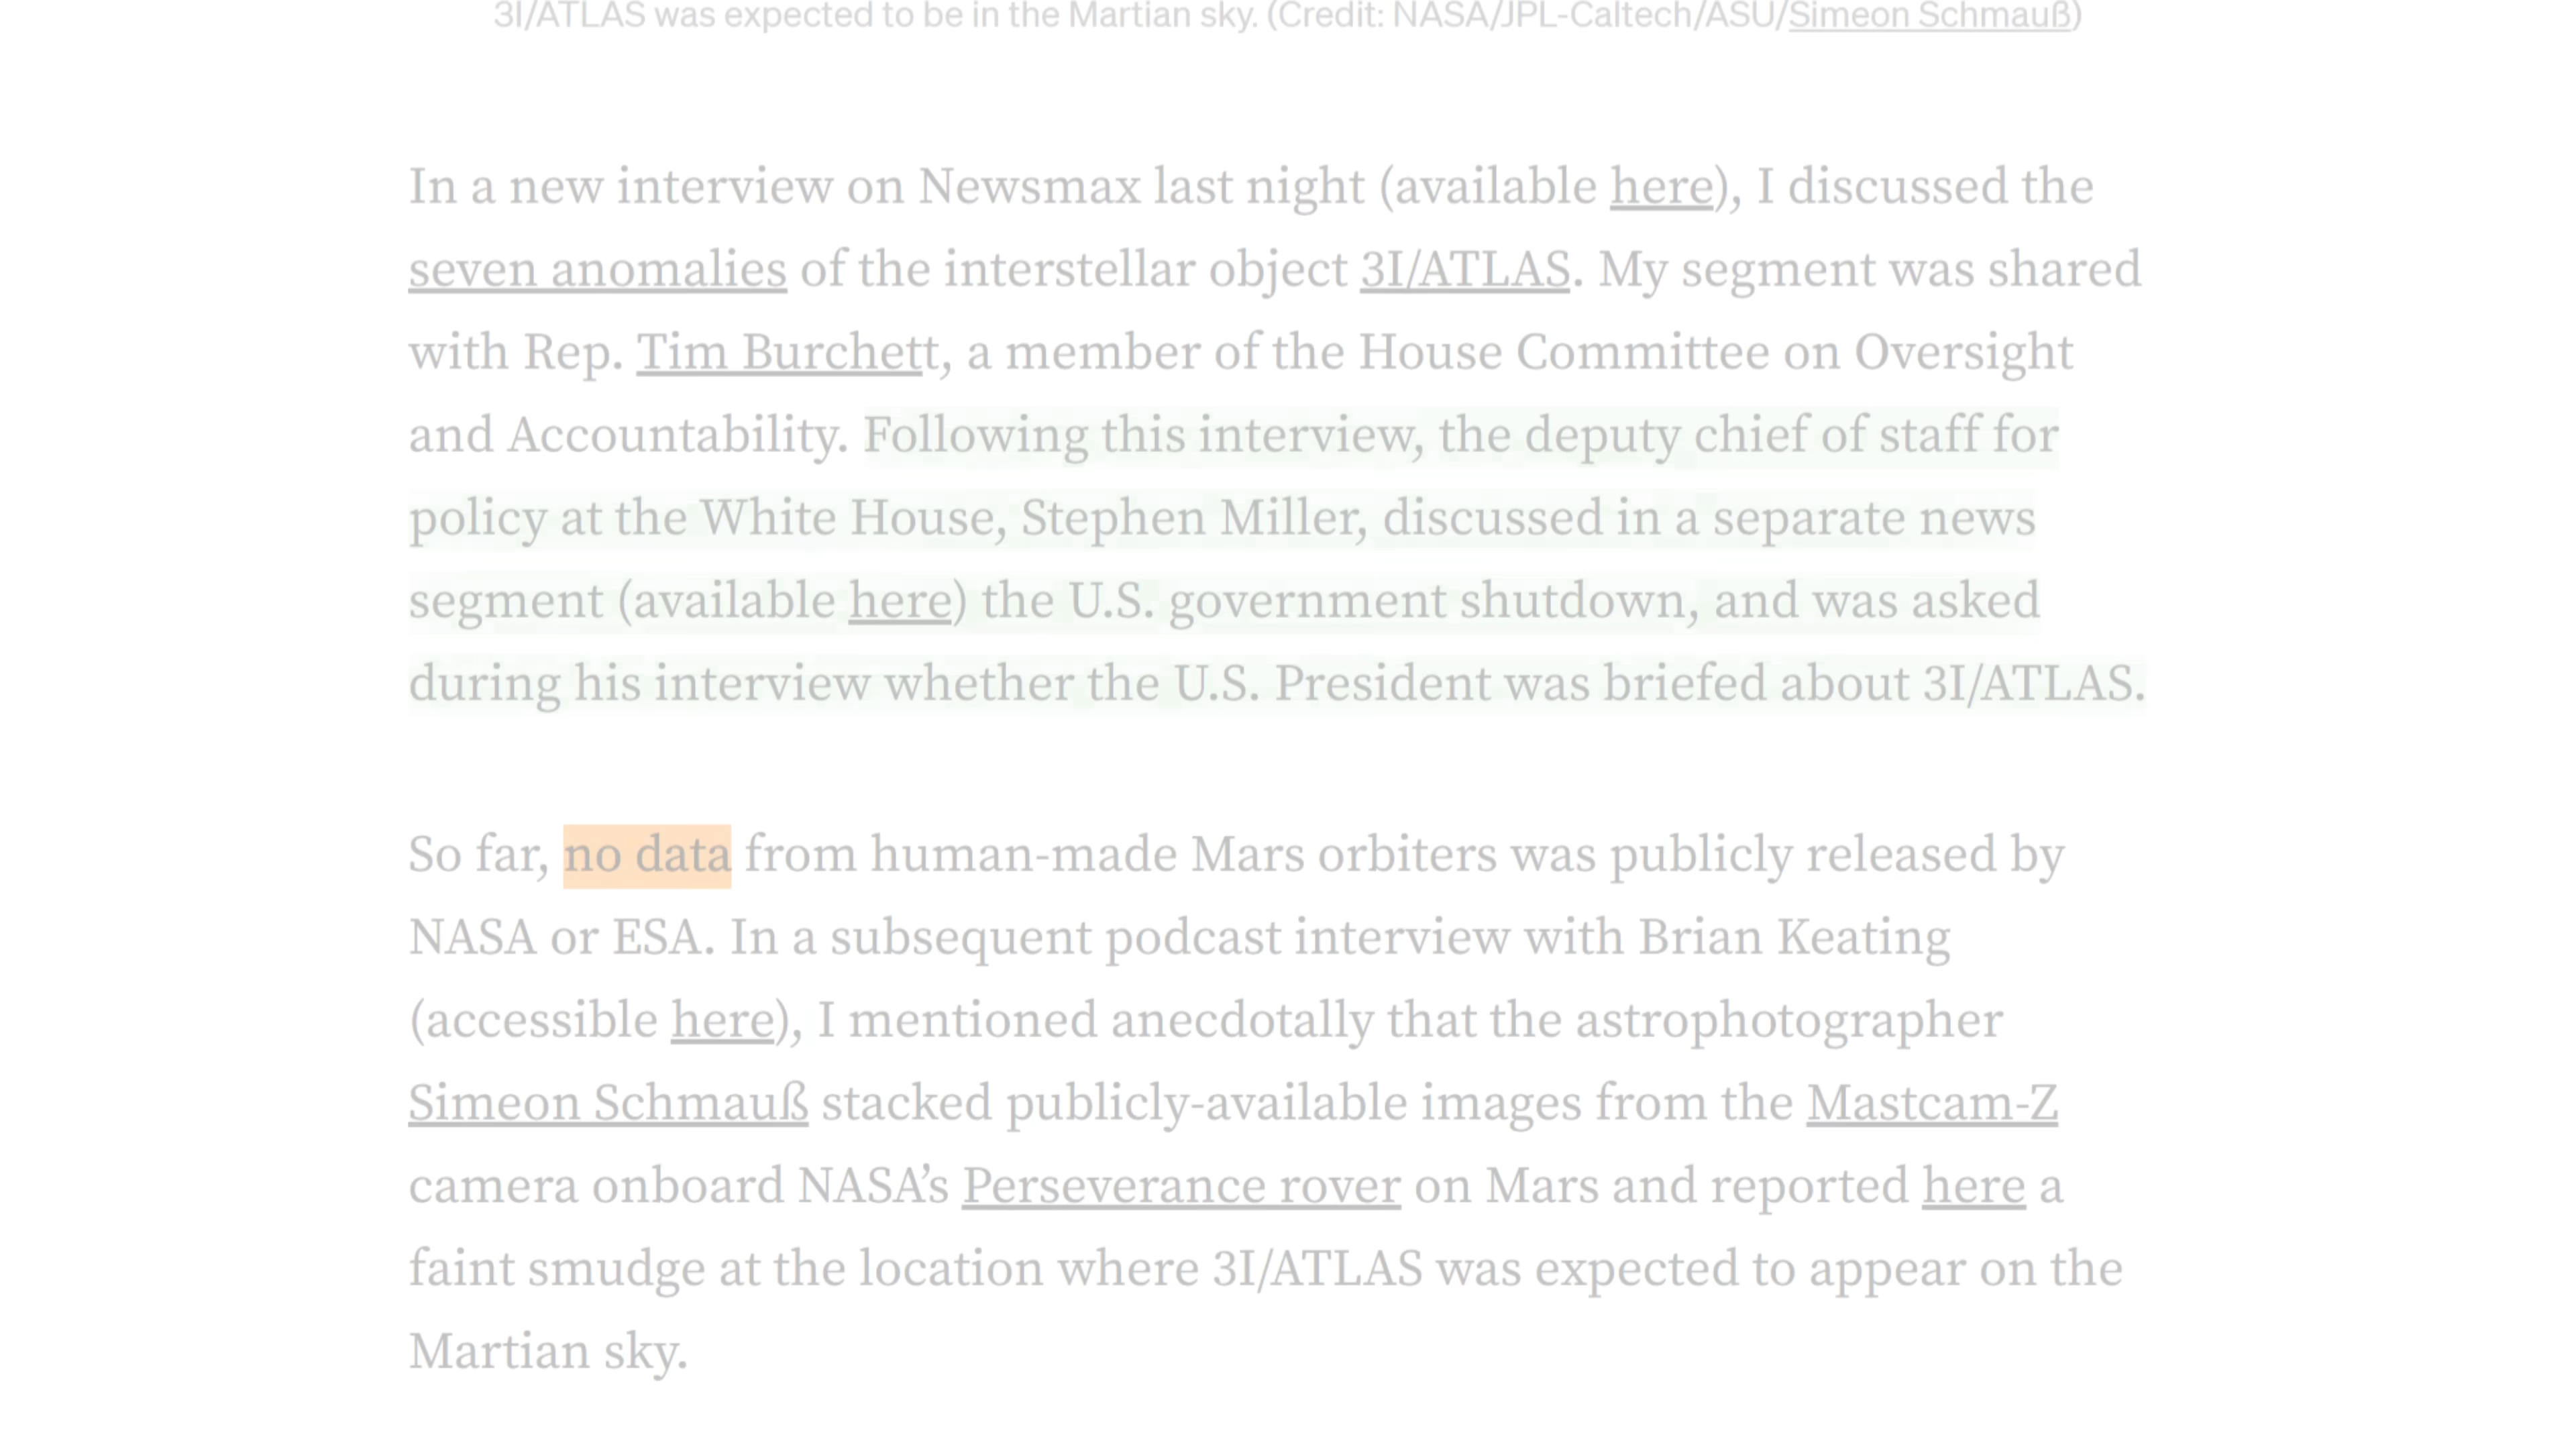 3I/ATLAS was expected to be in the Martian sky. (Credit: NASA/JPL-Caltech/ASU/Simeon Schmauß)
In a new interview on Newsmax last night (available here), I discussed the
seven anomalies of the interstellar object 3I/ATLAS. My segment was shared
with Rep. Tim Burchett, a member of the House Committee on Oversight
and Accountability. Following this interview, the deputy chief of staff for
policy at the White House, Stephen Miller, discussed in a separate news
segment (available here) the U.S. government shutdown, and was asked
during his interview whether the U.S. President was briefed about 3I/ATLAS.
So far, no data from human-made Mars orbiters was publicly released by
NASA or ESA. In a subsequent podcast interview with Brian Keating
(accessible here), I mentioned anecdotally that the astrophotographer
Simeon Schmauß stacked publicly-available images from the Mastcam-Z
camera onboard NASA’s Perseverance rover on Mars and reported here a
faint smudge at the location where 3I/ATLAS was expected to appear on the
Martian sky.